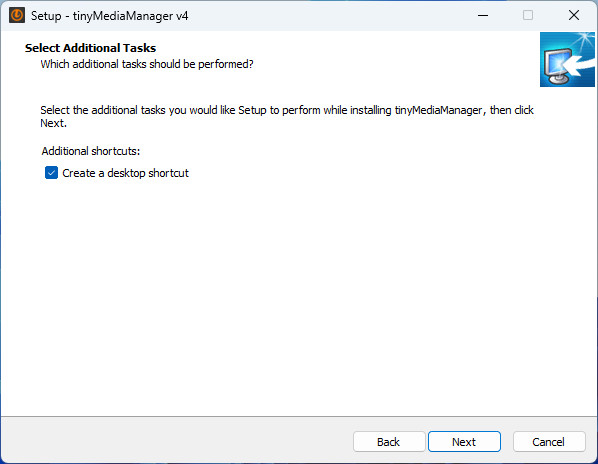 Setup - tinyMediaManager v4
Select Additional Tasks
Which additional tasks should be performed?
Select the additional tasks you would like Setup to perform while installing tinyMediaManager, then click
Next.
Additional shortcuts:
Create a desktop shortcut
Back
Next
Cancel